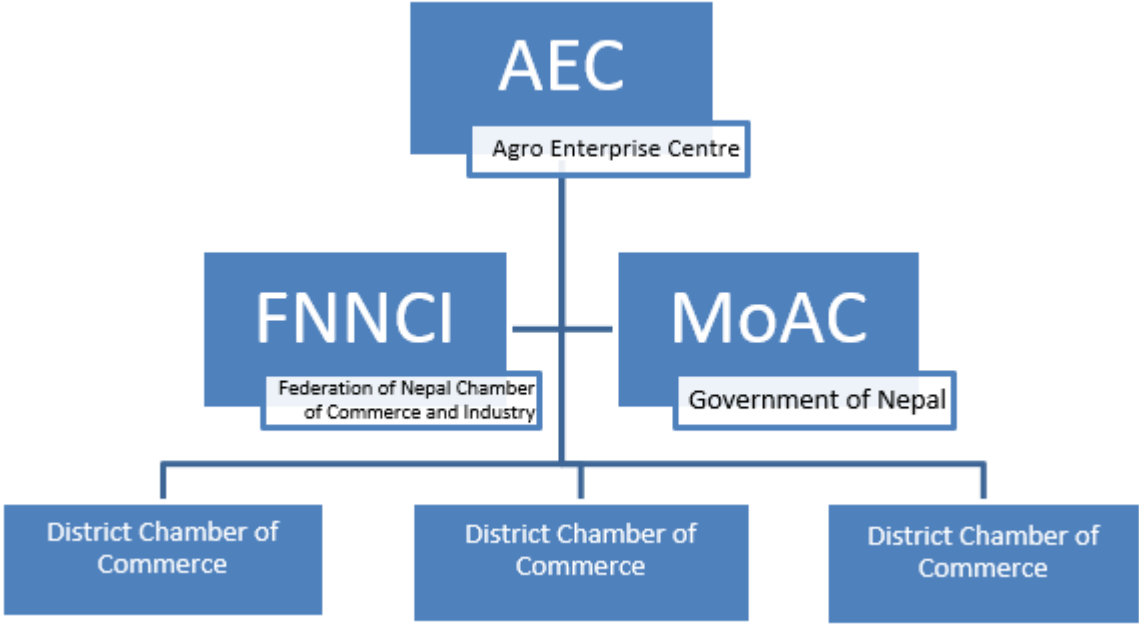 AEC
Agro Enterprise Centre
FNNCI
Federation of Nepal Chamber
of Commerce and Industry
MoAC
Government of Nepal
District Chamber of
Commerce
District Chamber of
Commerce
District Chamber of
Commerce